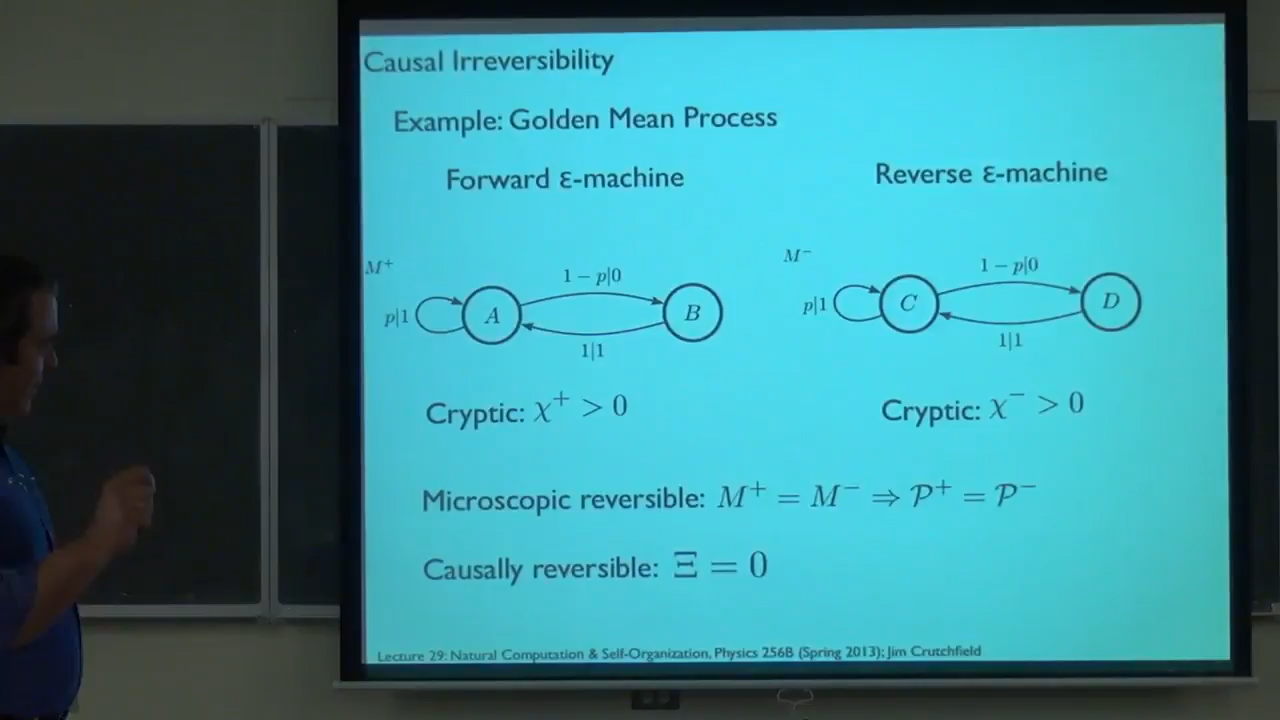 Causal Irreversibility
Example: Golden Mean Process
Forward ε-machine
Reverse ε-machine
M⁺
1 − p|0
p|1
A
B
1|1
M⁻
1 − p|0
p|1
C
D
1|1
Cryptic: χ⁺ > 0
Cryptic: χ⁻ > 0
Microscopic reversible: M⁺ = M⁻ ⇒ 𝒫⁺ = 𝒫⁻
Causally reversible: Ξ = 0
Lecture 29: Natural Computation & Self-Organization, Physics 256B (Spring 2013); Jim Crutchfield